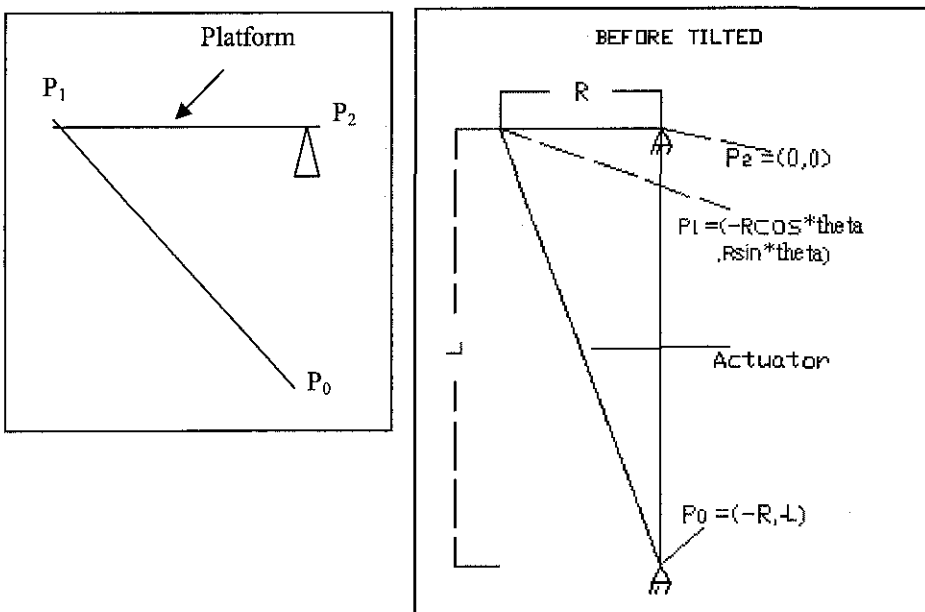 Platform
P₁
P₂
P₀
BEFORE TILTED
R
P₂ =(0,0)
P₁ =(-RCOS*theta
,Rsin*theta)
L
Actuator
P₀ =(-R,-L)